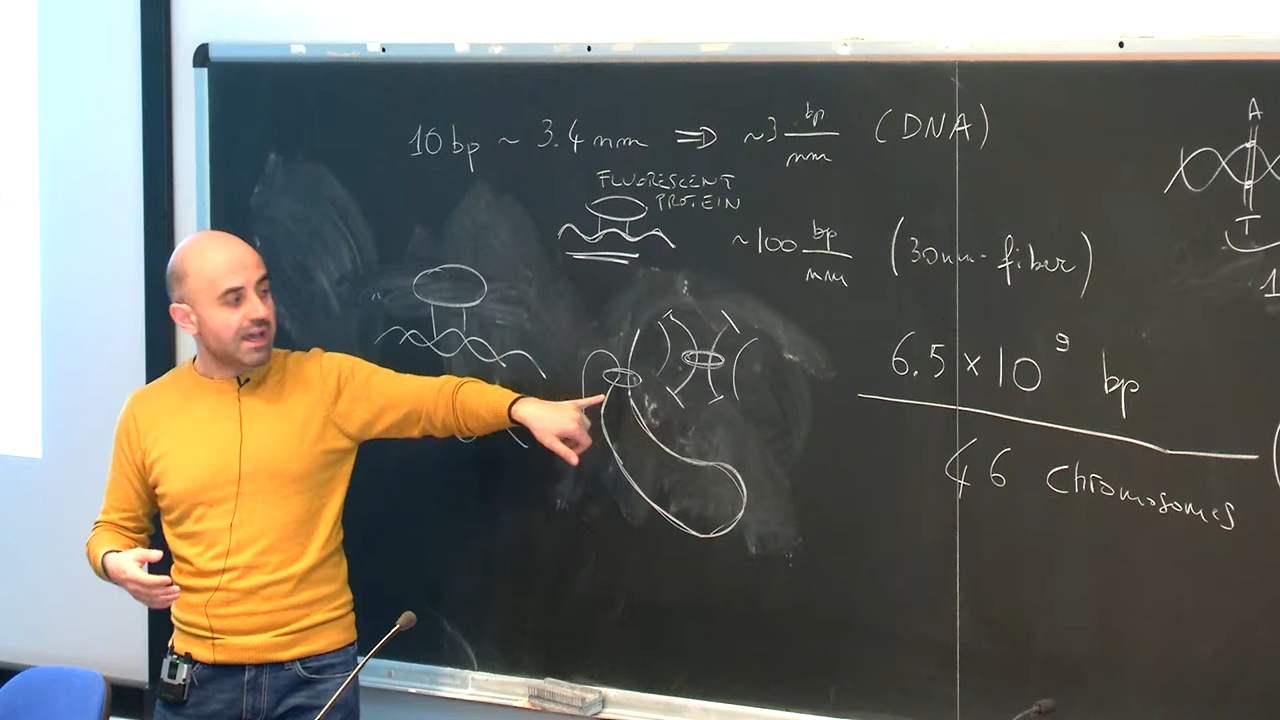 10 bp ~ 3.4 nm ⇒ ~3 bp/nm (DNA)
FLUORESCENT
PROTEIN
~100 bp/nm (30nm-fiber)
6.5 × 10⁹ bp
46 Chromosomes
A
T
1